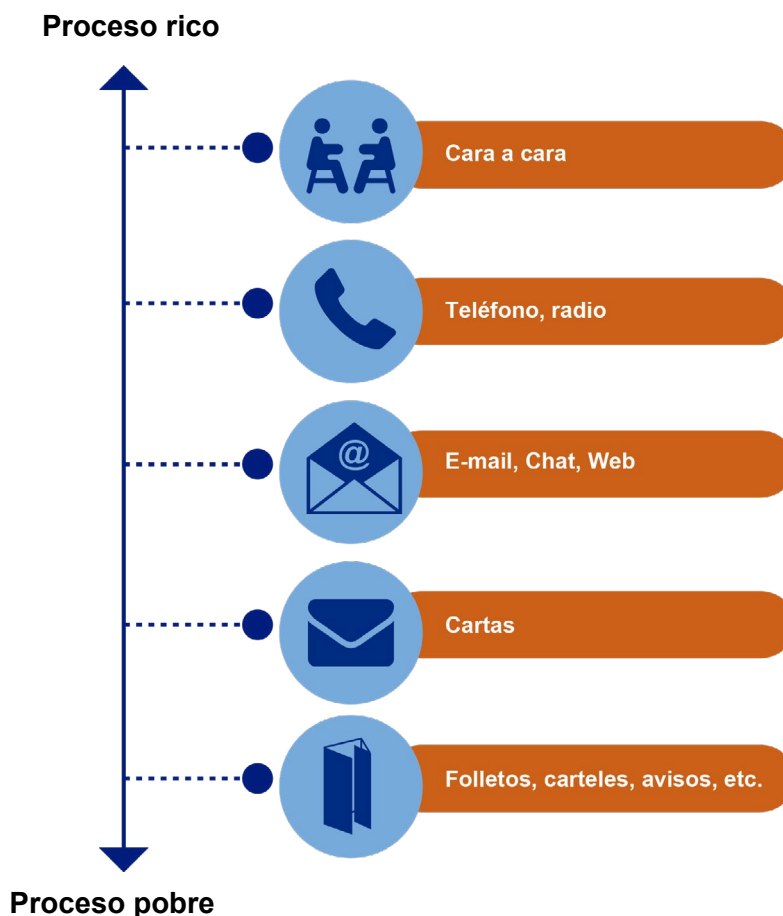 Proceso rico
Cara a cara
Teléfono, radio
@
E-mail, Chat, Web
Cartas
Folletos, carteles, avisos, etc.
Proceso pobre